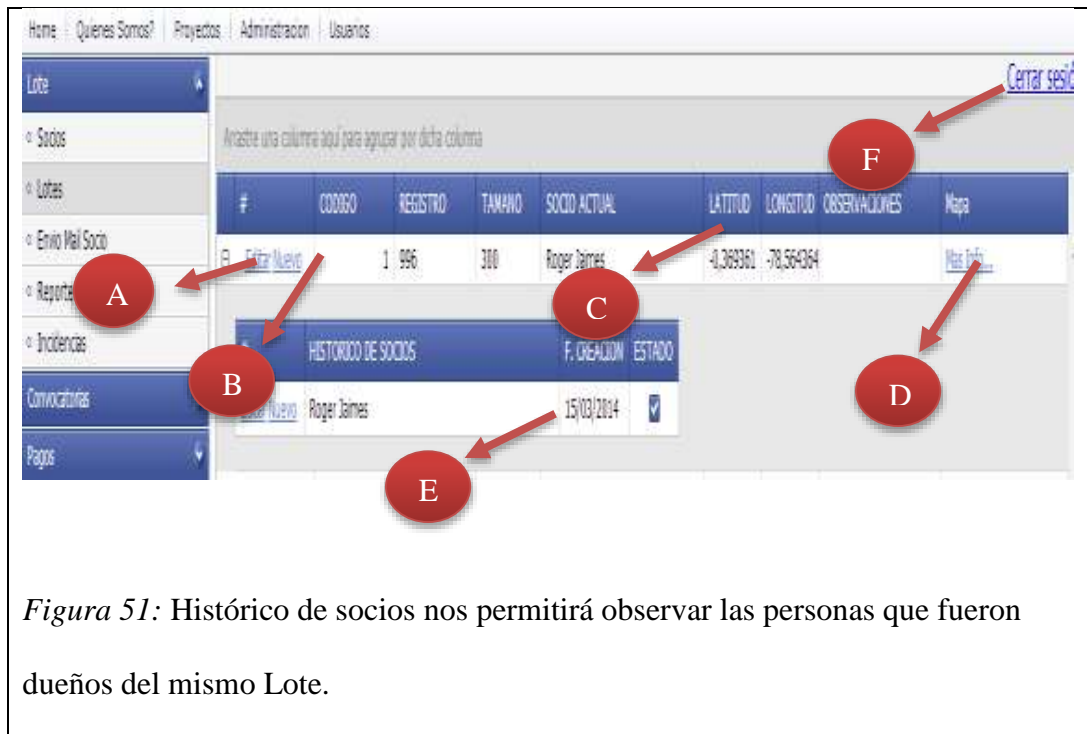 Home Quienes Somos? Proyectos Administracion Usuarios
Lote
Cerrar sesió
Socios
Arrastre una columna aquí para agrupar por dicha columna
F
Lotes
# CODIGO REGISTRO TAMANO SOCIO ACTUAL LATITUD LONGITUD OBSERVACIONES Mapa
Envio Mail Socio
Editar Nuevo 1 996 300 Roger Jaimes -0,369361 -78,564364 Mas Info...
Reporte
A
C
Incidencias
HISTORICO DE SOCIOS F. CREACION ESTADO
B
D
Convocatorias
Nuevo Roger Jaimes 15/03/2014
Pagos
E
Figura 51: Histórico de socios nos permitirá observar las personas que fueron
dueños del mismo Lote.